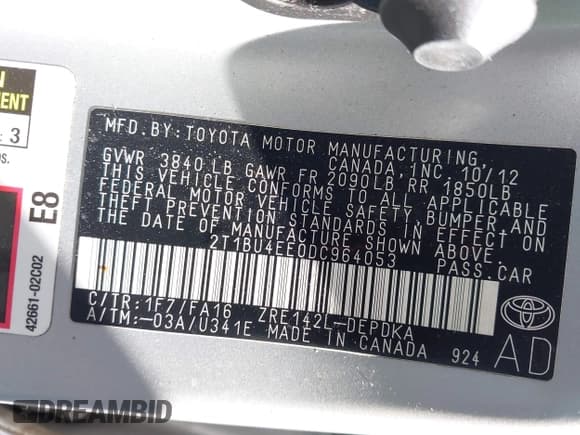 N
MENT
: 3
OS.
E8
42661-02C02
MFD.BY:TOYOTA MOTOR MANUFACTURING,
CANADA,INC. 10/12
GVWR 3840 LB GAWR FR 2090LB,RR 1850LB
THIS VEHICLE CONFORMS TO ALL APPLICABLE
FEDERAL MOTOR VEHICLE SAFETY, BUMPER AND
THEFT PREVENTION STANDARDS IN EFFECT ON
THE DATE OF MANUFACTURE SHOWN ABOVE.
2T1BU4EE0DC964053 PASS.CAR
C/TR:1F7/FA16 ZRE142L-DEPDKA
A/TM:-03A/U341E MADE IN CANADA 924
AD
DREAMBID